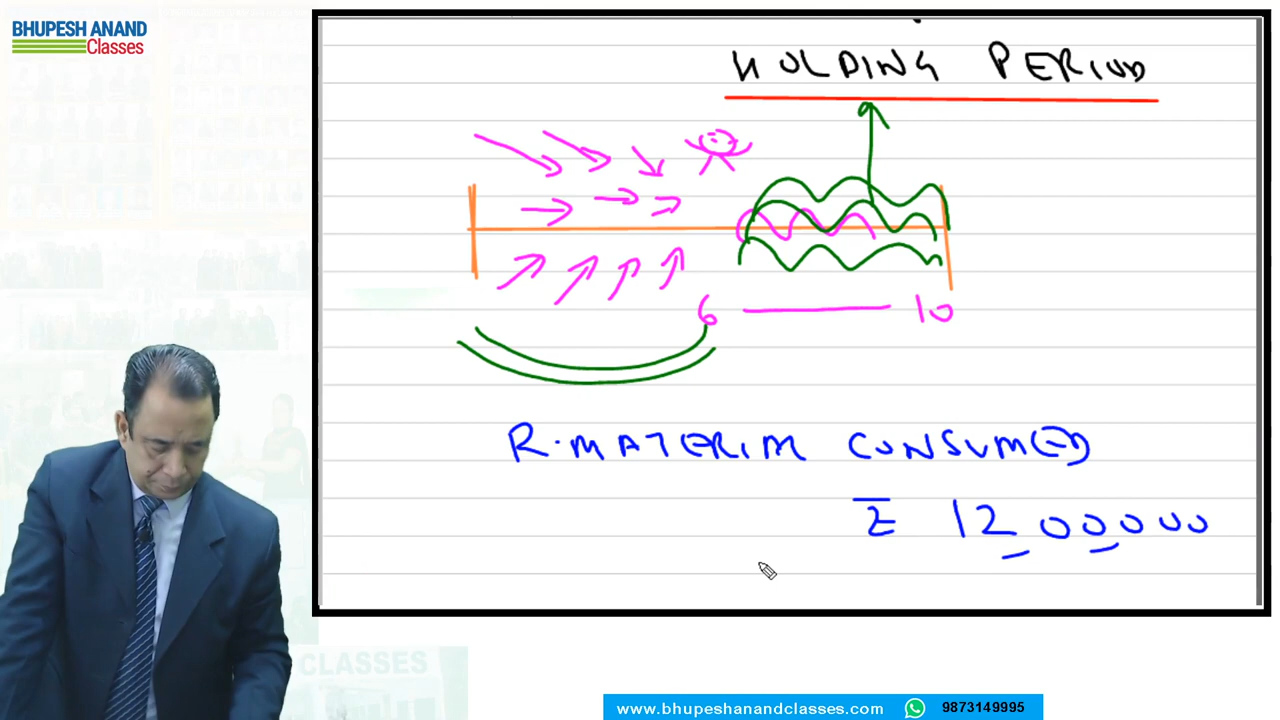 BHUPESH ANAND
Classes
HOLDING PERIOD
6 10
R. MATERIAL CONSUMED
₹ 12 00 000
CLASSES
www.bhupeshanandclasses.com 9873149995